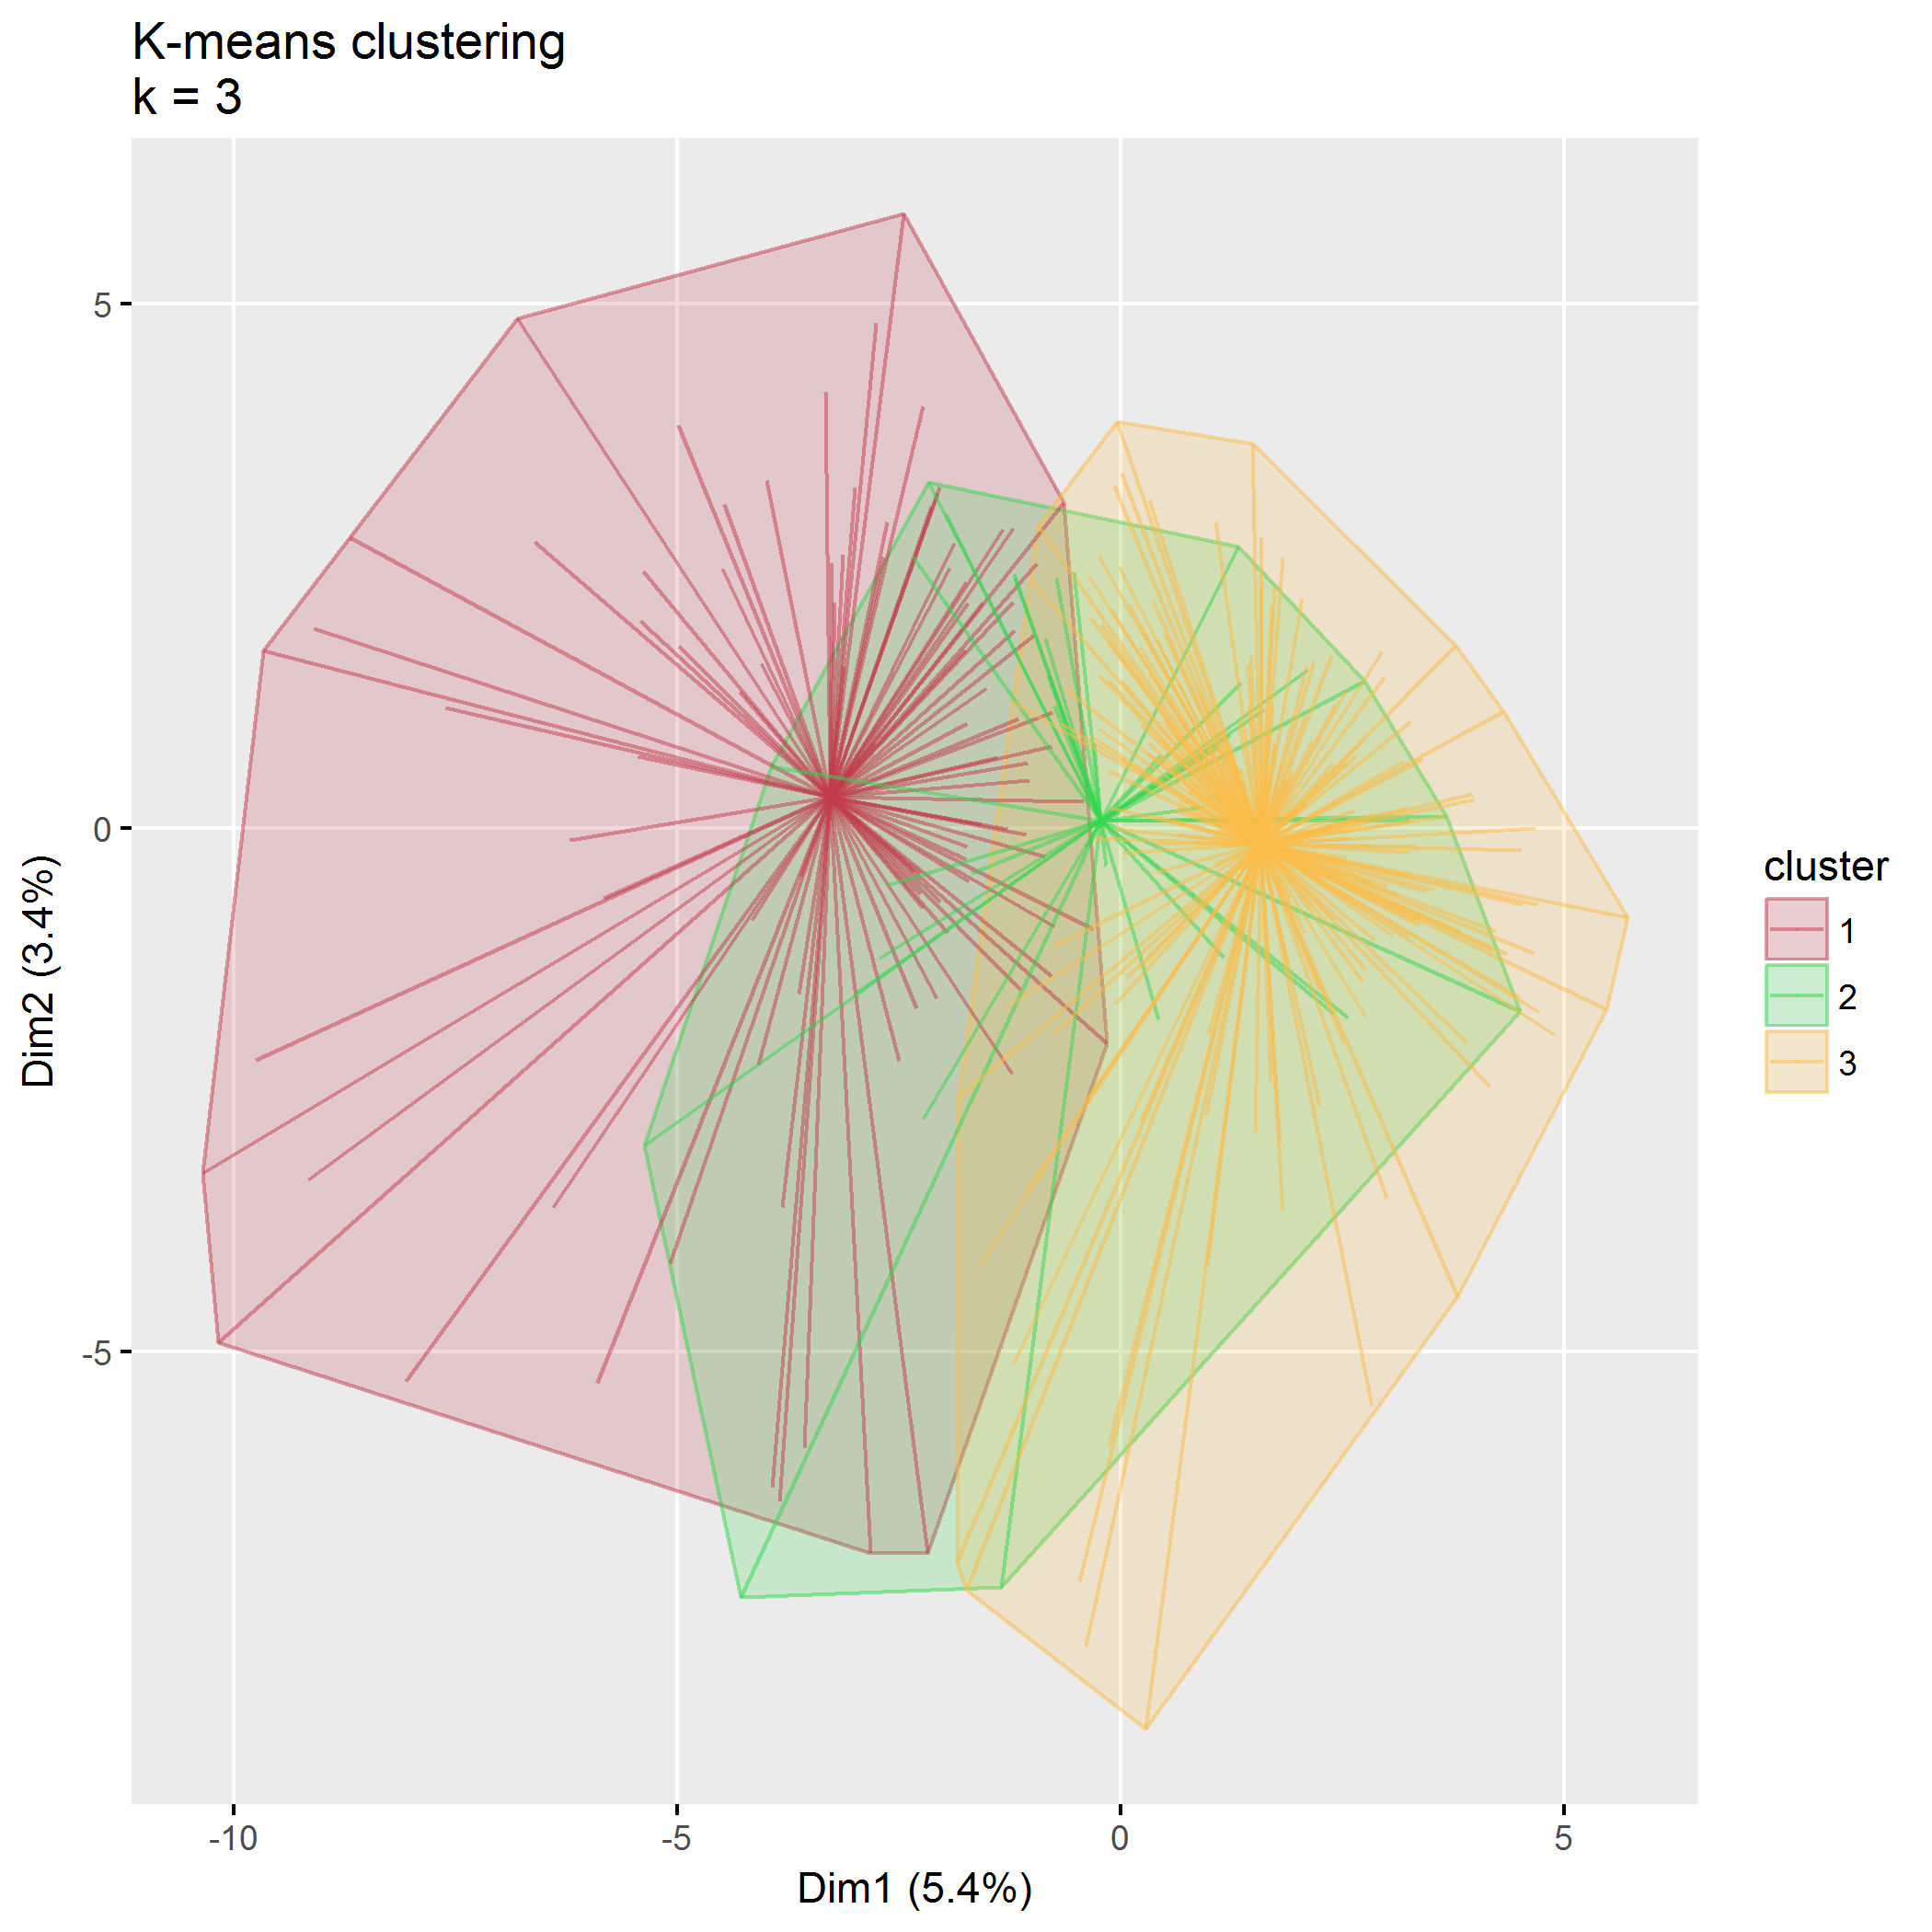 K-means clustering
k = 3
5
0
-5
Dim2 (3.4%)
-10
-5
0
5
Dim1 (5.4%)
cluster
1
2
3